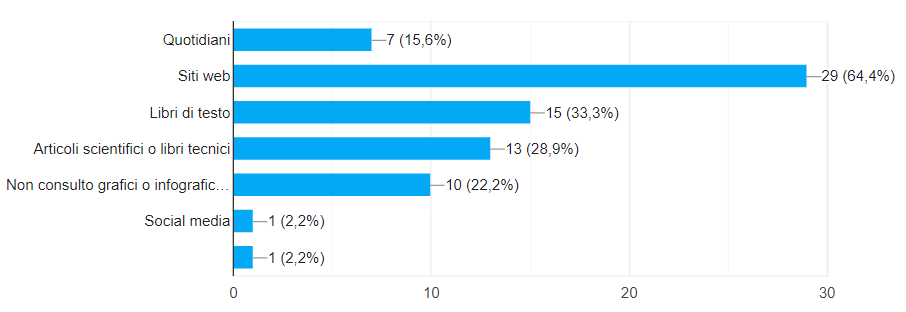 Quotidiani
7 (15,6%)
Siti web
29 (64,4%)
Libri di testo
15 (33,3%)
Articoli scientifici o libri tecnici
13 (28,9%)
Non consulto grafici o infografic…
10 (22,2%)
Social media
1 (2,2%)
1 (2,2%)
0
10
20
30